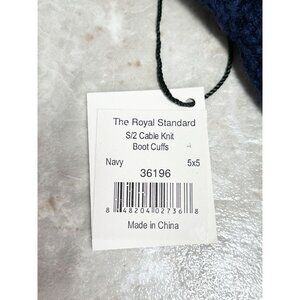 The Royal Standard
S/2 Cable Knit
Boot Cuffs
Navy 5x5
36196
8 48204 02736 8
Made in China